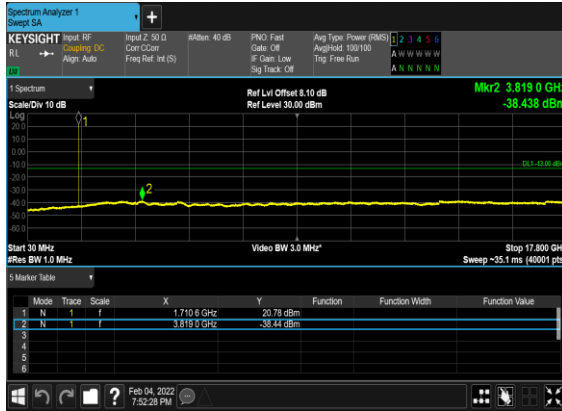 Spectrum Analyzer 1
Swept SA
+
KEYSIGHT Input: RF Input Z: 50 Ω #Atten: 40 dB PNO: Fast Avg Type: Power (RMS) 1 2 3 4 5 6
RL Coupling: DC Corr CCorr Gate: Off Avg|Hold: 100/100 A W W W W W
Align: Auto Freq Ref: Int (S) IF Gain: Low Trig: Free Run
LU Sig Track: Off A N N N N N
1 Spectrum Ref Lvl Offset 8.10 dB Mkr2 3.819 0 GHz
Scale/Div 10 dB Ref Level 30.00 dBm -38.438 dBm
Log
20.0
10.0
0.00
-10.0
-20.0
-30.0
-40.0
-50.0
-60.0
1
2
DL1 -13.00 dBm
Start 30 MHz Video BW 3.0 MHz* Stop 17.800 GHz
#Res BW 1.0 MHz Sweep ~35.1 ms (40001 pts)
5 Marker Table
Mode Trace Scale X Y Function Function Width Function Value
1 N 1 f 1.710 6 GHz 20.78 dBm
2 N 1 f 3.819 0 GHz -38.44 dBm
3
4
5
6
? Feb 04, 2022
7:52:28 PM